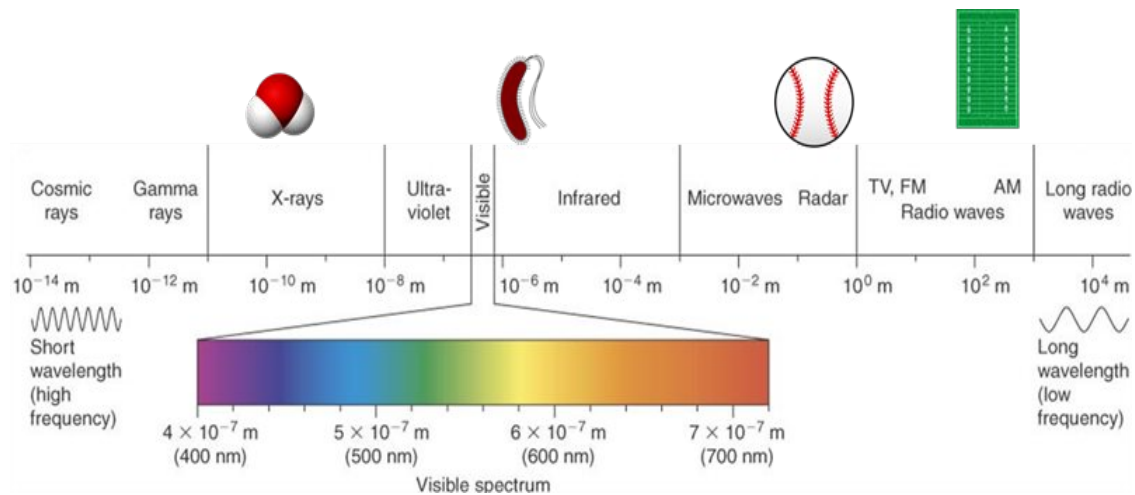 Cosmic
rays
Gamma
rays
X-rays
Ultra-
violet
Visible
Infrared
Microwaves
Radar
TV, FM
AM
Radio waves
Long radio
waves
10⁻¹⁴ m
10⁻¹² m
10⁻¹⁰ m
10⁻⁸ m
10⁻⁶ m
10⁻⁴ m
10⁻² m
10⁰ m
10² m
10⁴ m
Short
wavelength
(high
frequency)
Long
wavelength
(low
frequency)
4 × 10⁻⁷ m
(400 nm)
5 × 10⁻⁷ m
(500 nm)
6 × 10⁻⁷ m
(600 nm)
7 × 10⁻⁷ m
(700 nm)
Visible spectrum